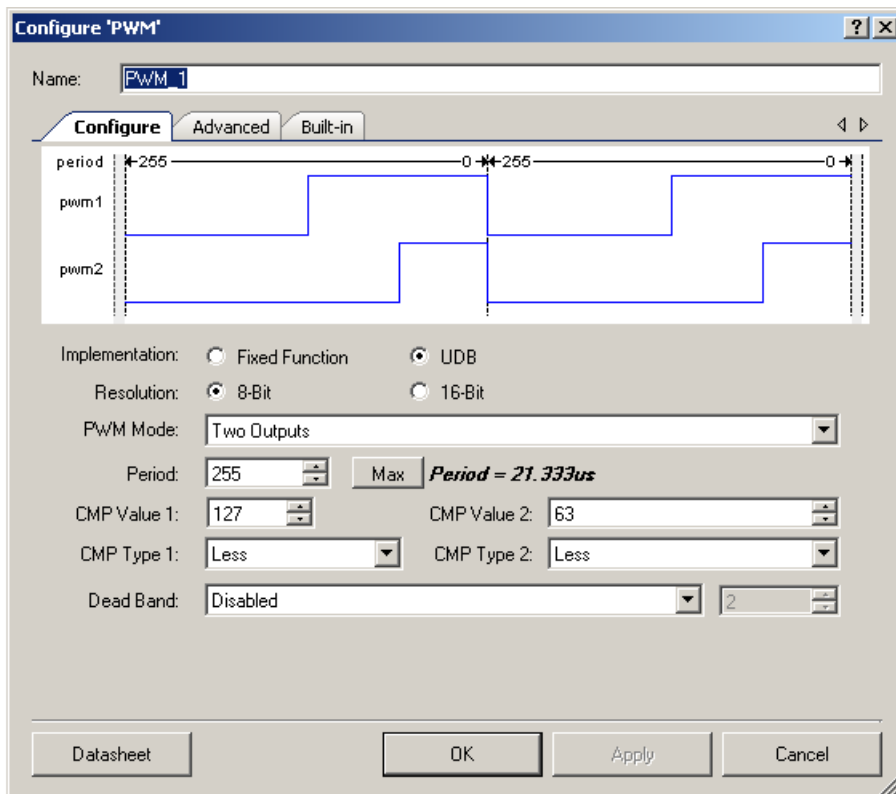 Configure 'PWM'
Name: PWM_1
Configure Advanced Built-in
period 255 0 255 0
pwm1
pwm2
Implementation: Fixed Function UDB
Resolution: 8-Bit 16-Bit
PWM Mode: Two Outputs
Period: 255 Max Period = 21.333us
CMP Value 1: 127 CMP Value 2: 63
CMP Type 1: Less CMP Type 2: Less
Dead Band: Disabled 2
Datasheet OK Apply Cancel